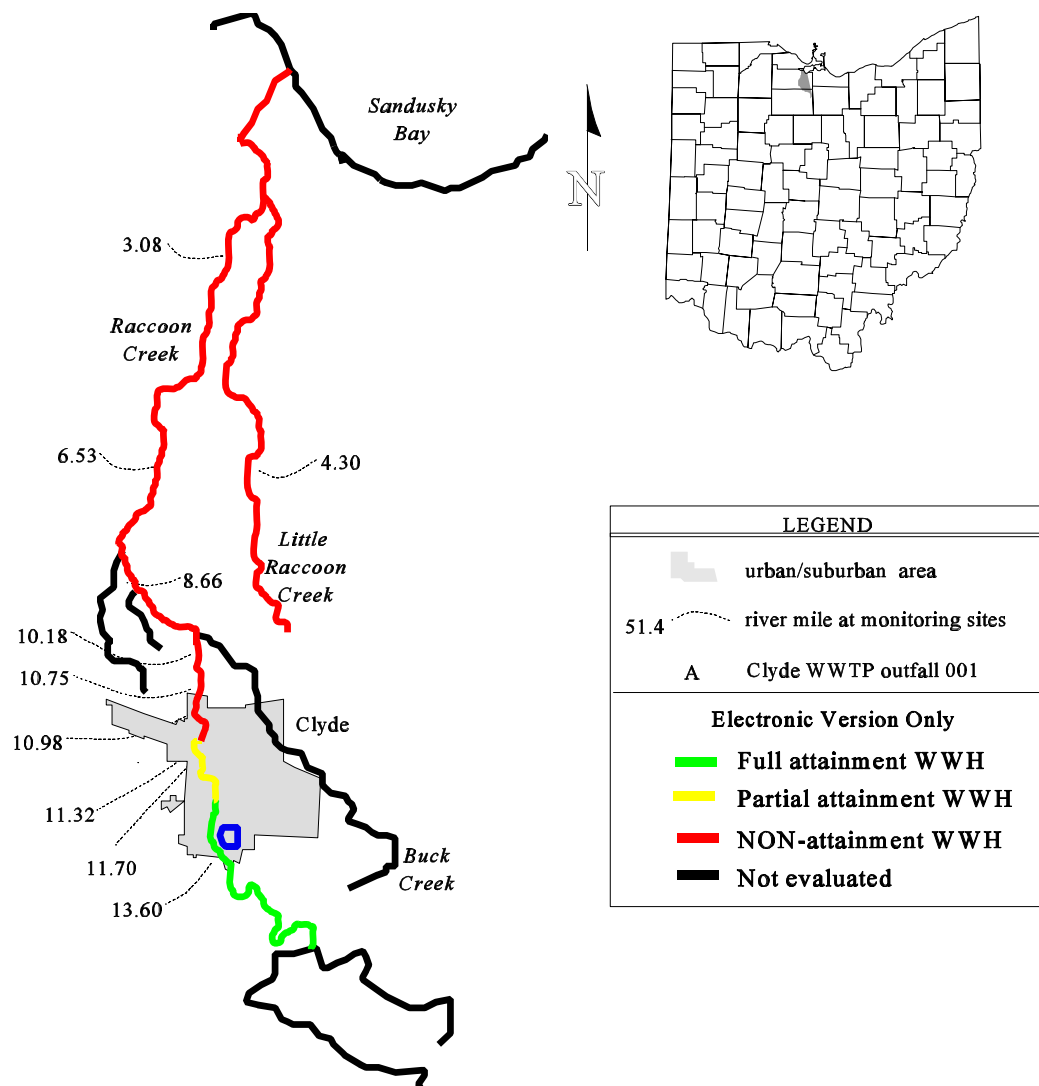 Sandusky
Bay
N
3.08
Raccoon
Creek
6.53
4.30
Little
Raccoon
Creek
8.66
10.18
10.75
Clyde
10.98
11.32
11.70
13.60
Buck
Creek
LEGEND
urban/suburban area
51.4 river mile at monitoring sites
A Clyde WWTP outfall 001
Electronic Version Only
Full attainment WWH
Partial attainment WWH
NON-attainment WWH
Not evaluated